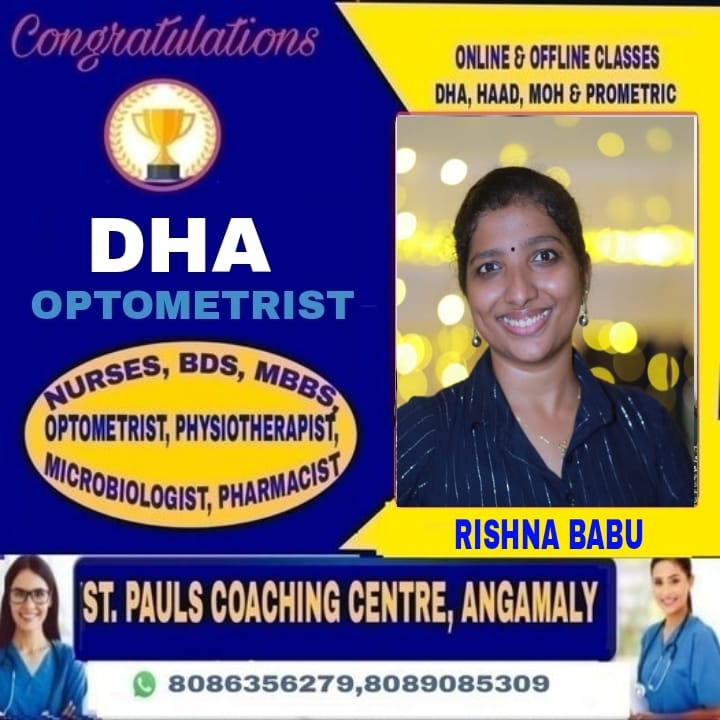 Congratulations
ONLINE & OFFLINE CLASSES
DHA, HAAD, MOH & PROMETRIC
DHA
OPTOMETRIST
NURSES, BDS, MBBS,
OPTOMETRIST, PHYSIOTHERAPIST,
MICROBIOLOGIST, PHARMACIST
RISHNA BABU
ST. PAULS COACHING CENTRE, ANGAMALY
8086356279,8089085309